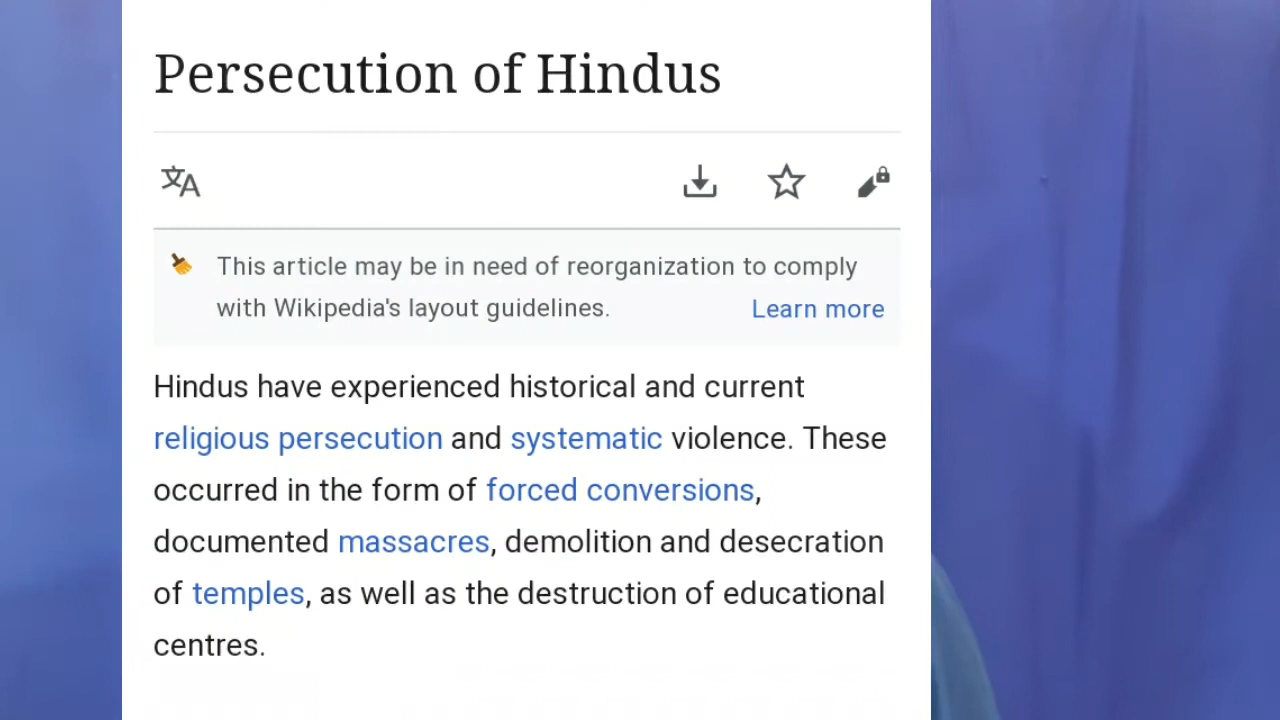 Persecution of Hindus
This article may be in need of reorganization to comply
with Wikipedia's layout guidelines. Learn more
Hindus have experienced historical and current
religious persecution and systematic violence. These
occurred in the form of forced conversions,
documented massacres, demolition and desecration
of temples, as well as the destruction of educational
centres.